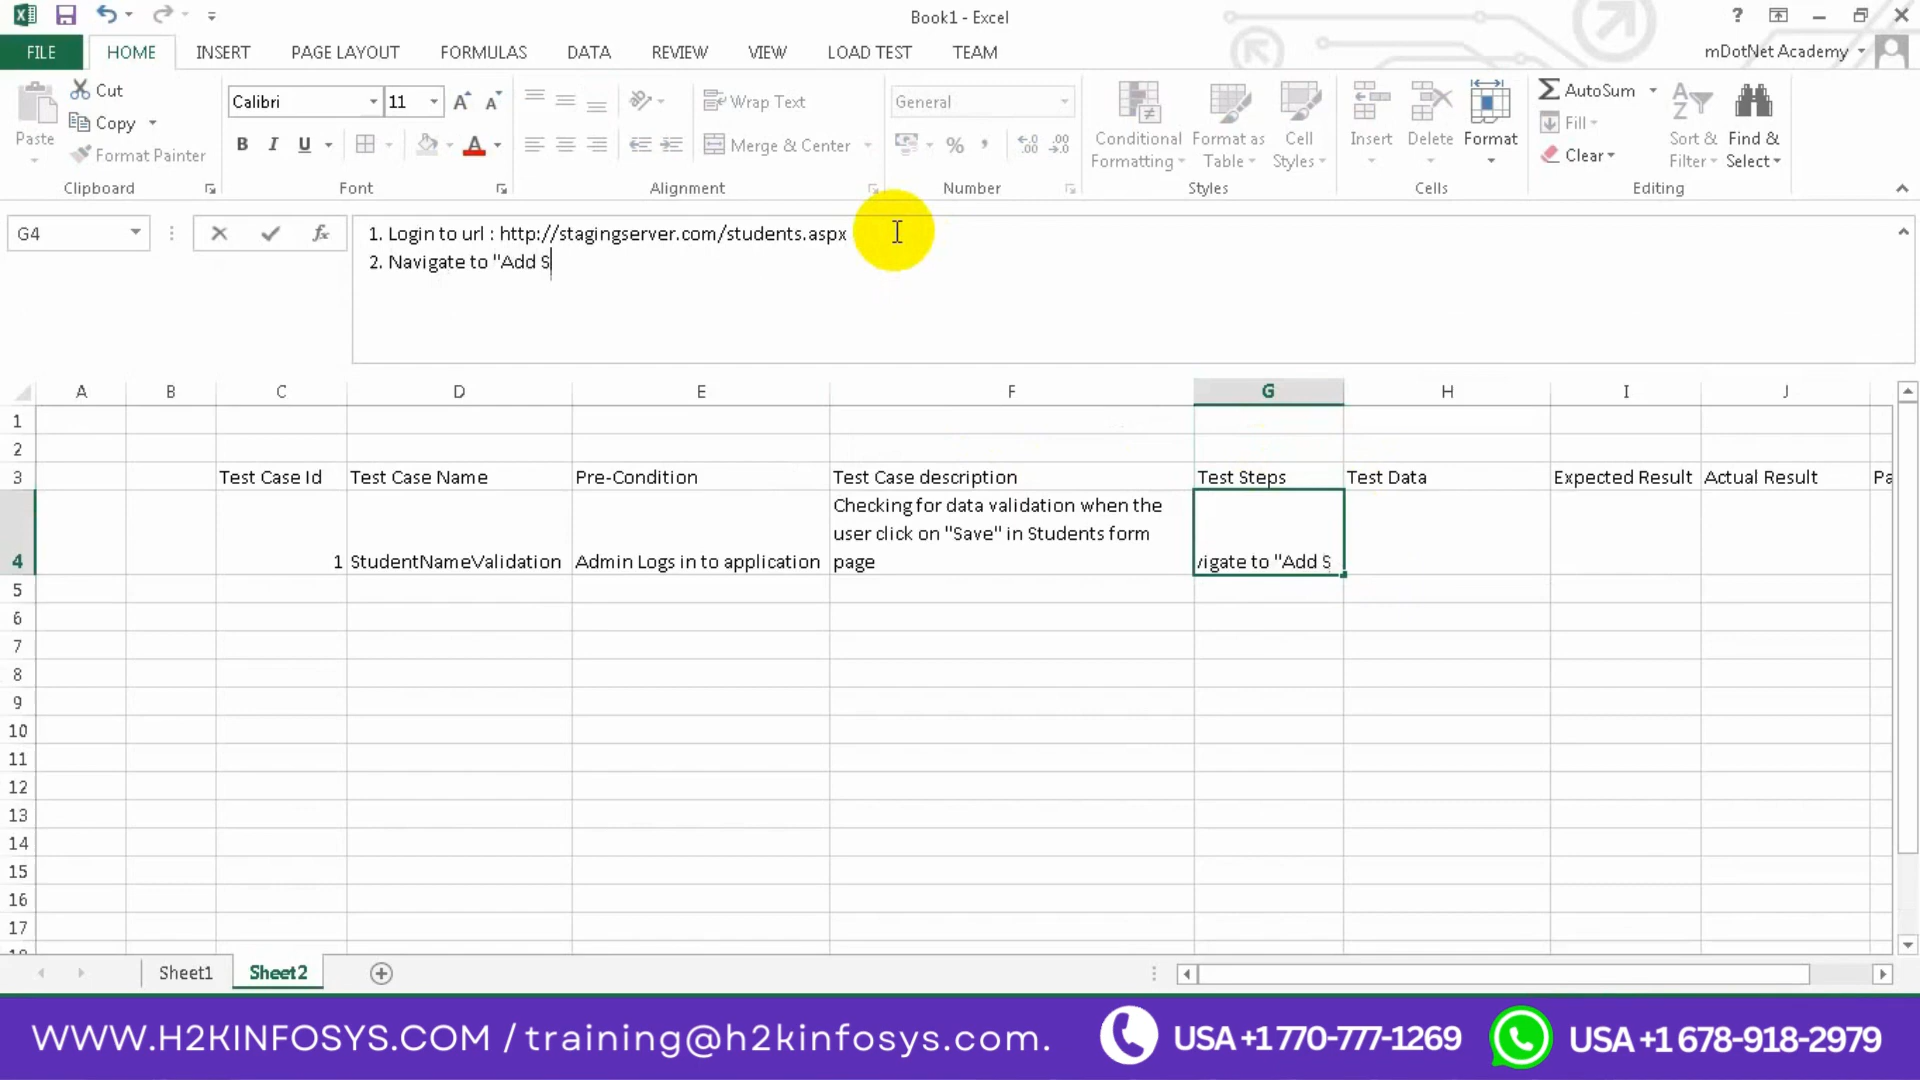 Book1 - Excel
FILE HOME INSERT PAGE LAYOUT FORMULAS DATA REVIEW VIEW LOAD TEST TEAM mDotNet Academy
Paste Cut Copy Format Painter
Calibri 11 B I U
Wrap Text Merge & Center
General %
Conditional Formatting Format as Table Cell Styles
Insert Delete Format
AutoSum Fill Clear Sort & Filter Find & Select
Clipboard Font Alignment Number Styles Cells Editing
G4 fx 1. Login to url : http://stagingserver.com/students.aspx
2. Navigate to "Add S
A B C D E F G H I J
1
2
3 Test Case Id Test Case Name Pre-Condition Test Case description Test Steps Test Data Expected Result Actual Result Pa
Checking for data validation when the
user click on "Save" in Students form
4 1 StudentNameValidation Admin Logs in to application page vigate to "Add S
5
6
7
8
9
10
11
12
13
14
15
16
17
Sheet1 Sheet2
WWW.H2KINFOSYS.COM / training@h2kinfosys.com. USA +1 770-777-1269 USA +1 678-918-2979